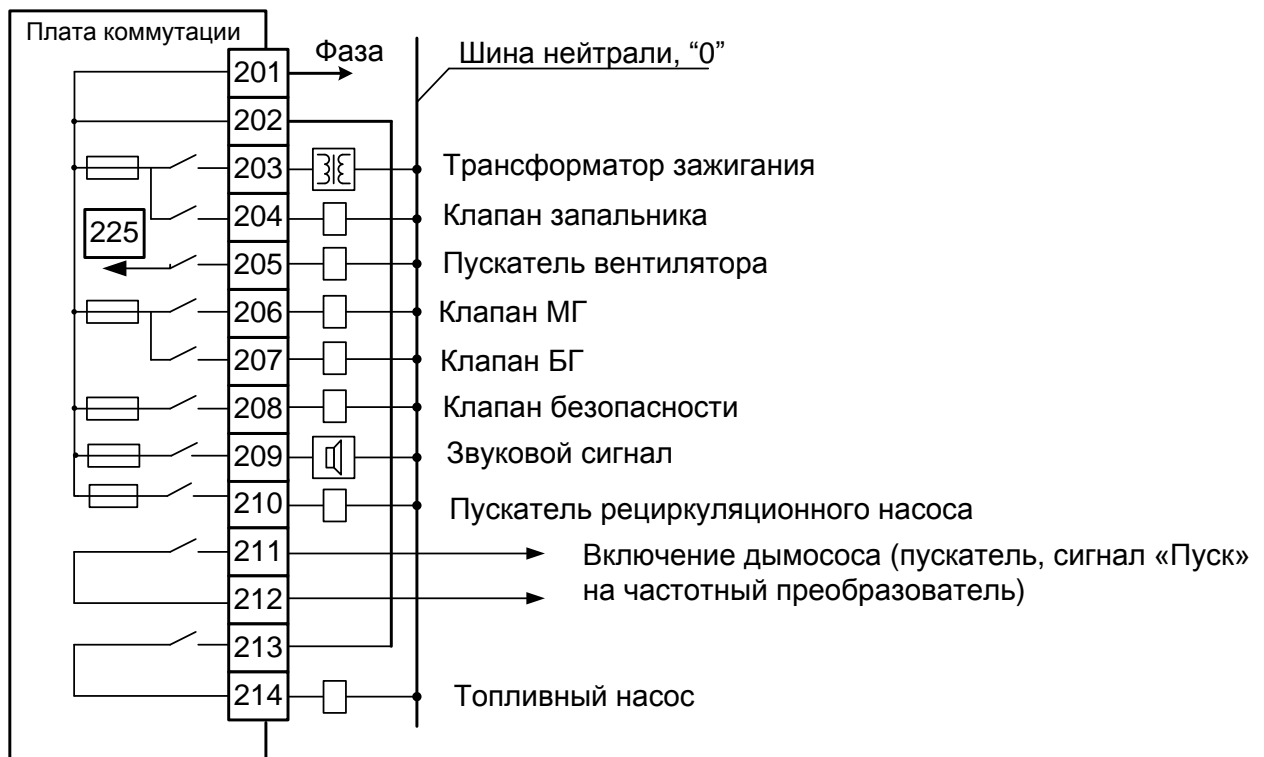 Плата коммутации
Фаза
Шина нейтрали, “0”
201
202
203
Трансформатор зажигания
204
Клапан запальника
225
205
Пускатель вентилятора
206
Клапан МГ
207
Клапан БГ
208
Клапан безопасности
209
Звуковой сигнал
210
Пускатель рециркуляционного насоса
211
Включение дымососа (пускатель, сигнал «Пуск»
на частотный преобразователь)
212
213
214
Топливный насос